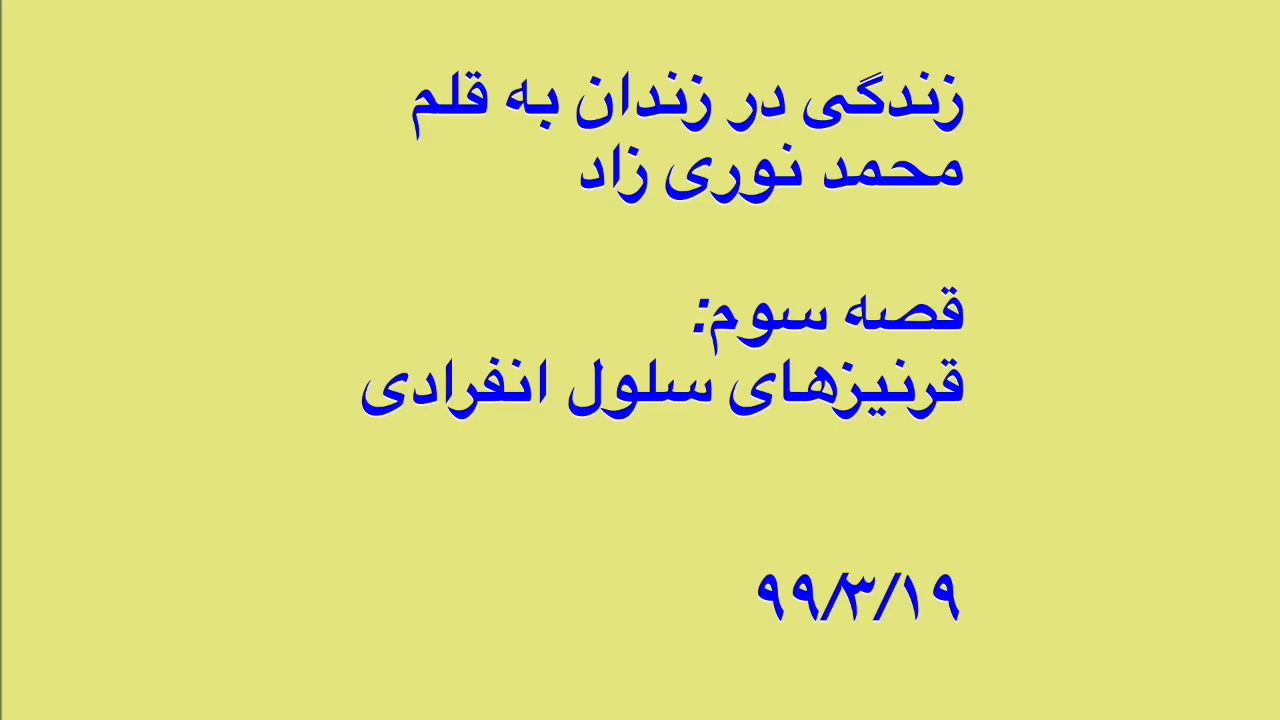 زندگی در زندان به قلم
محمد نوری زاد
قصه سوم:
قرنیزهای سلول انفرادی
۹۹/۳/۱۹